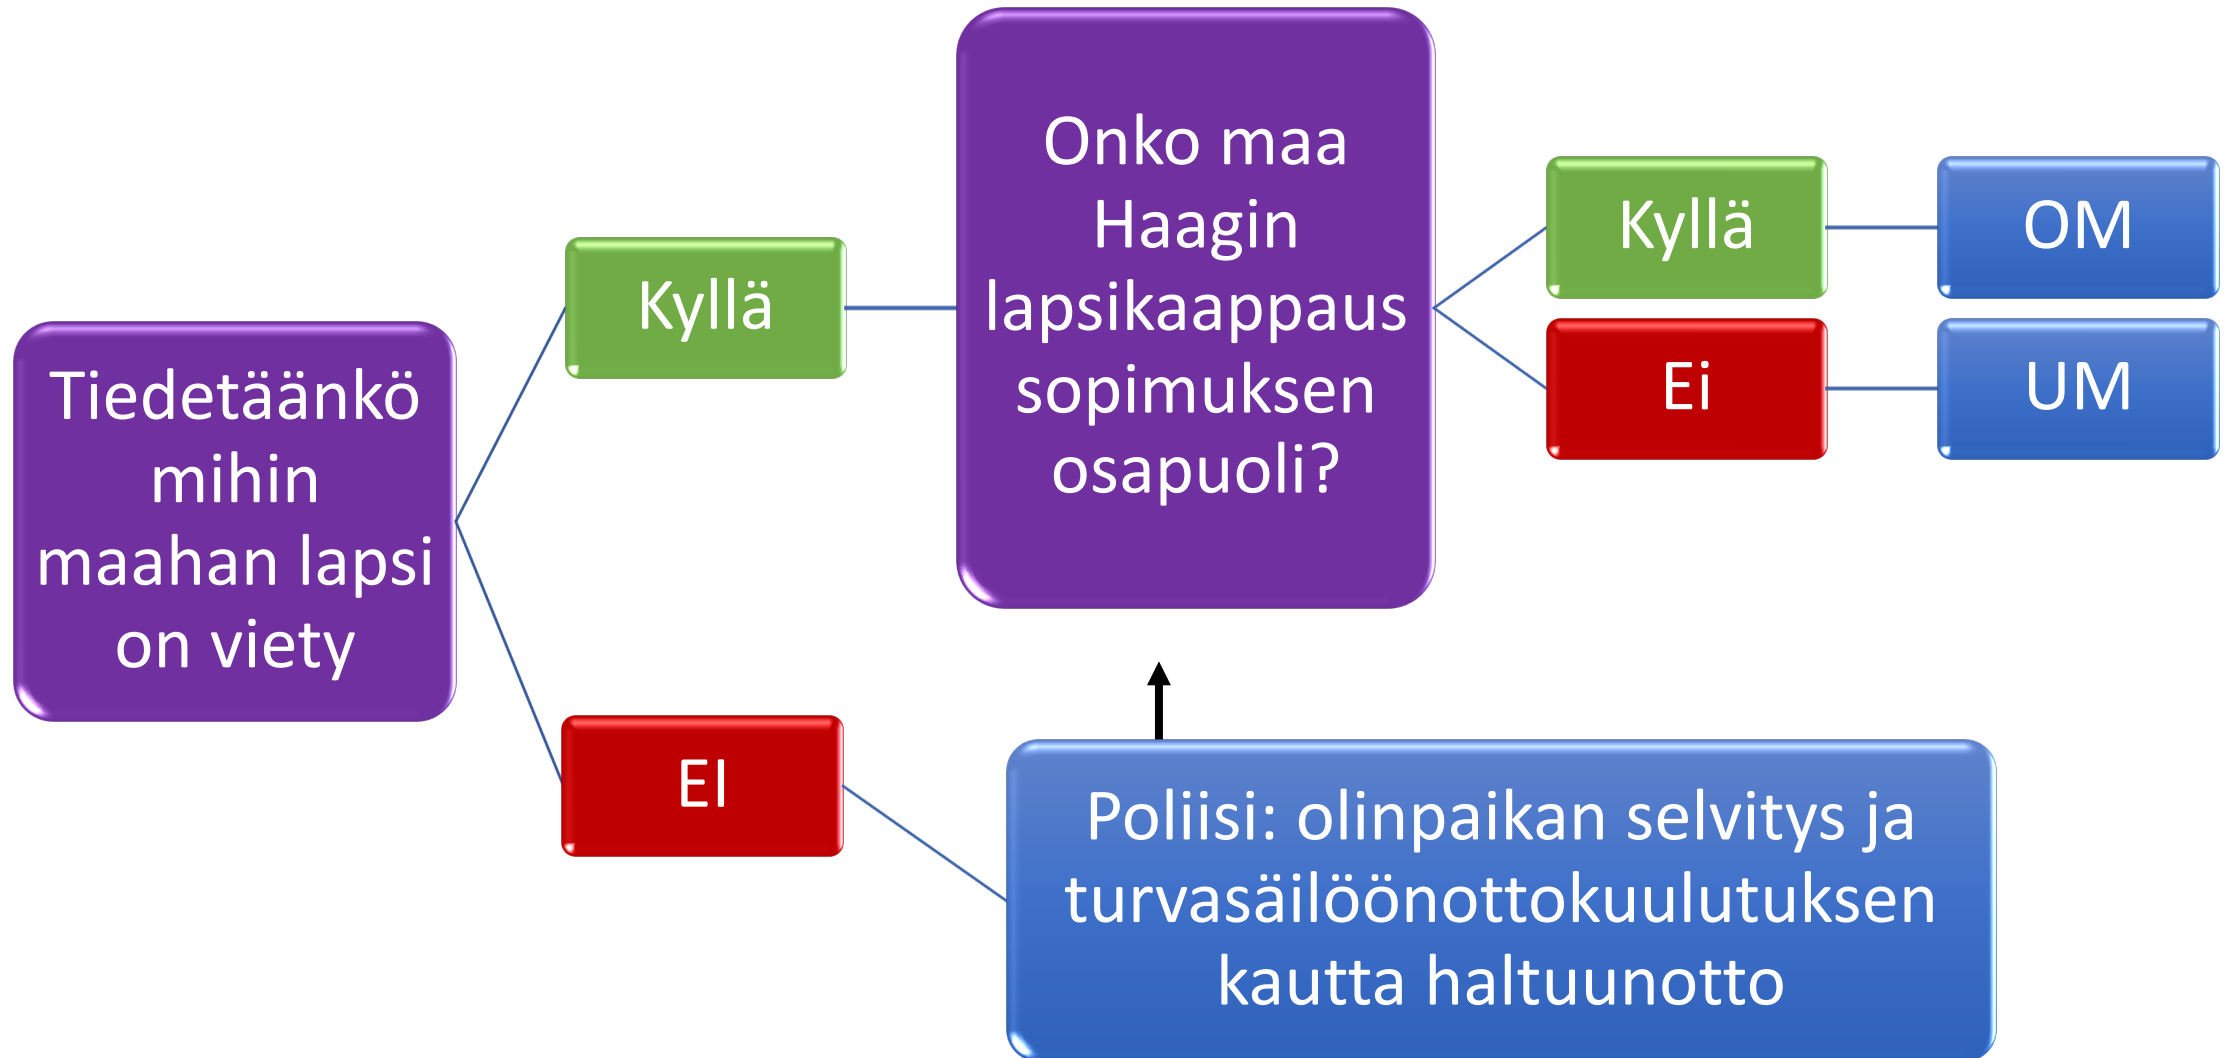 Tiedetäänkö
mihin
maahan lapsi
on viety
Kyllä
Onko maa
Haagin
lapsikaappaus
sopimuksen
osapuoli?
Kyllä
OM
Ei
UM
EI
Poliisi: olinpaikan selvitys ja
turvasäilöönottokuulutuksen
kautta haltuunotto